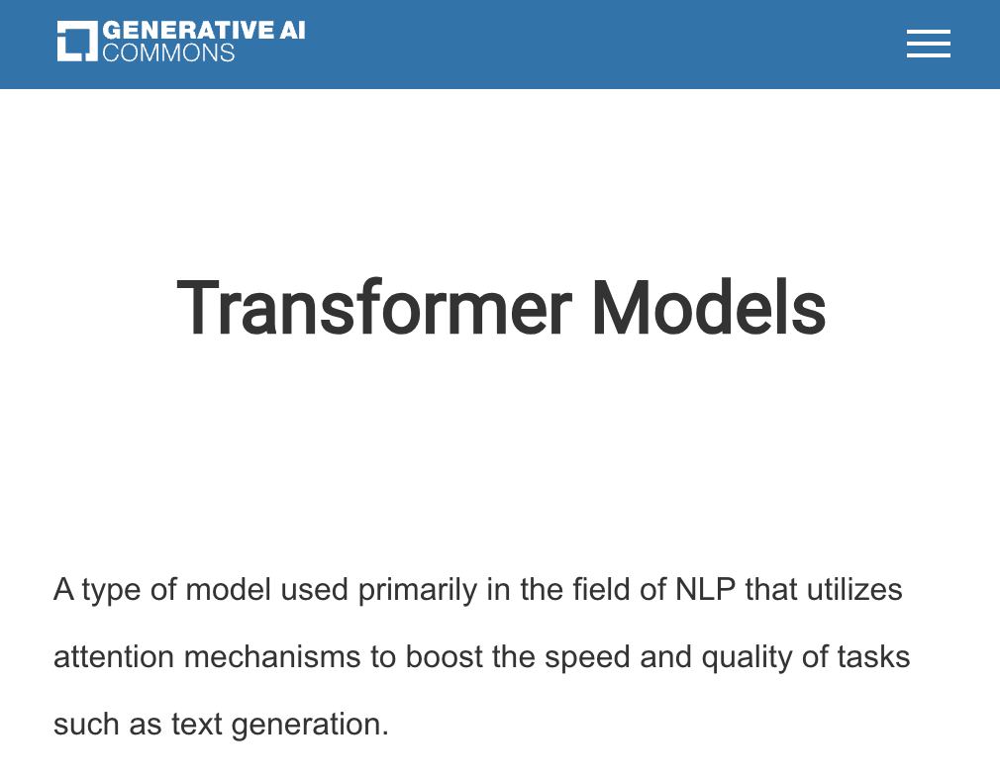 GENERATIVE AI
COMMONS
Transformer Models
A type of model used primarily in the field of NLP that utilizes
attention mechanisms to boost the speed and quality of tasks
such as text generation.